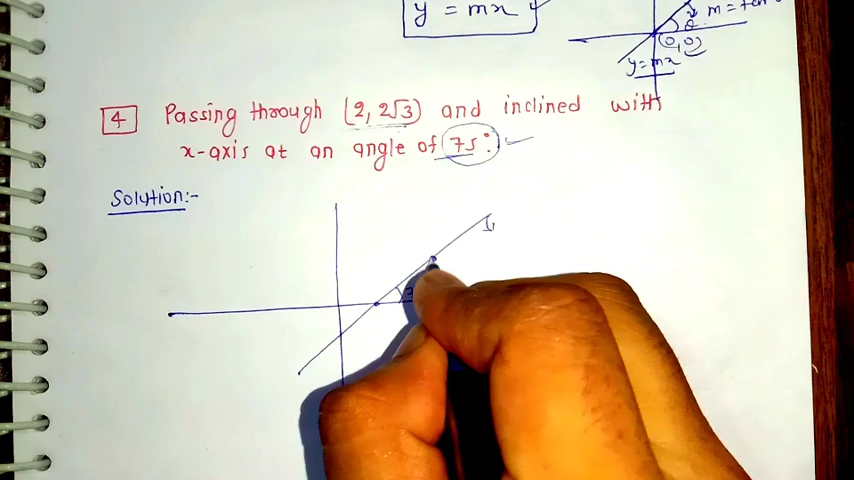 y = mx
m = tan
θ
(0,0)
y = mx
4 Passing through (2, 2√3) and inclined with
x-axis at an angle of 75°.
Solution:-